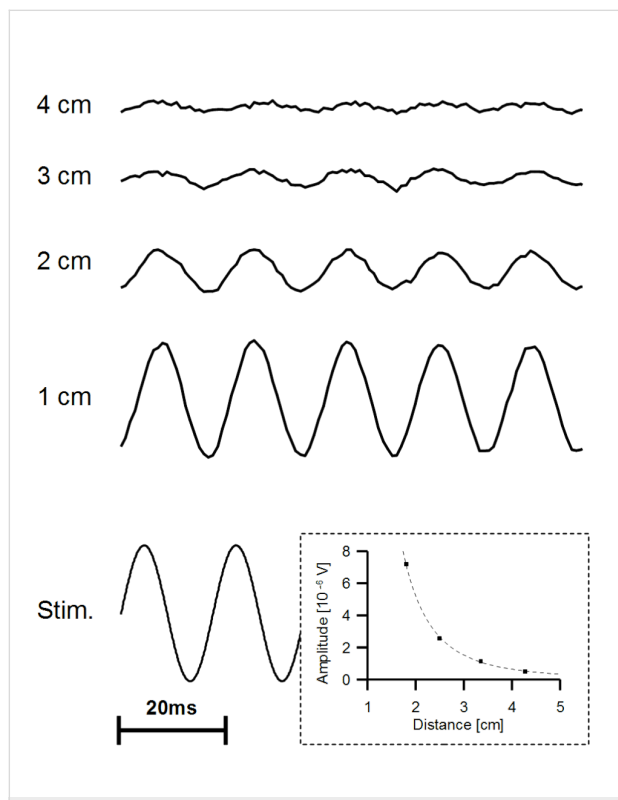 4 cm
3 cm
2 cm
1 cm
Stim.
20ms
Amplitude [10⁻⁶ V]
8
6
4
2
0
1 2 3 4 5
Distance [cm]